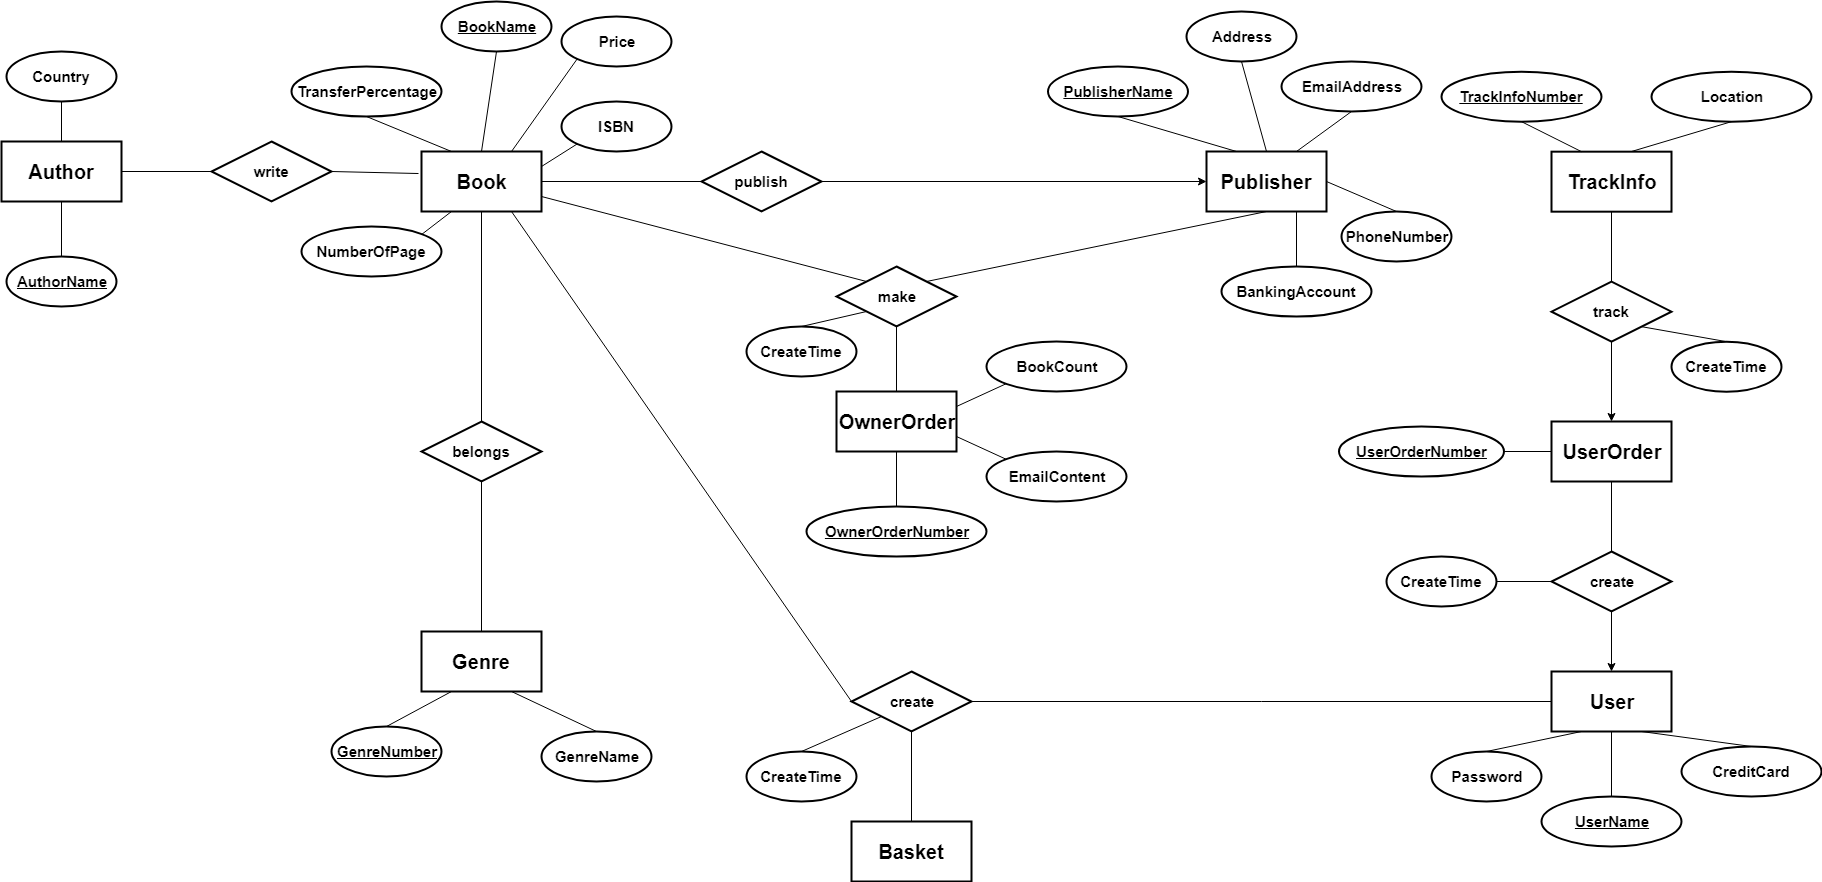 BookName
Price
Address
Country
TransferPercentage
PublisherName
EmailAddress
TrackInfoNumber
Location
ISBN
Author
write
Book
publish
Publisher
TrackInfo
NumberOfPage
PhoneNumber
AuthorName
make
BankingAccount
track
CreateTime
BookCount
CreateTime
OwnerOrder
belongs
UserOrderNumber
UserOrder
EmailContent
OwnerOrderNumber
CreateTime
create
Genre
create
User
GenreNumber
GenreName
CreateTime
Password
CreditCard
UserName
Basket